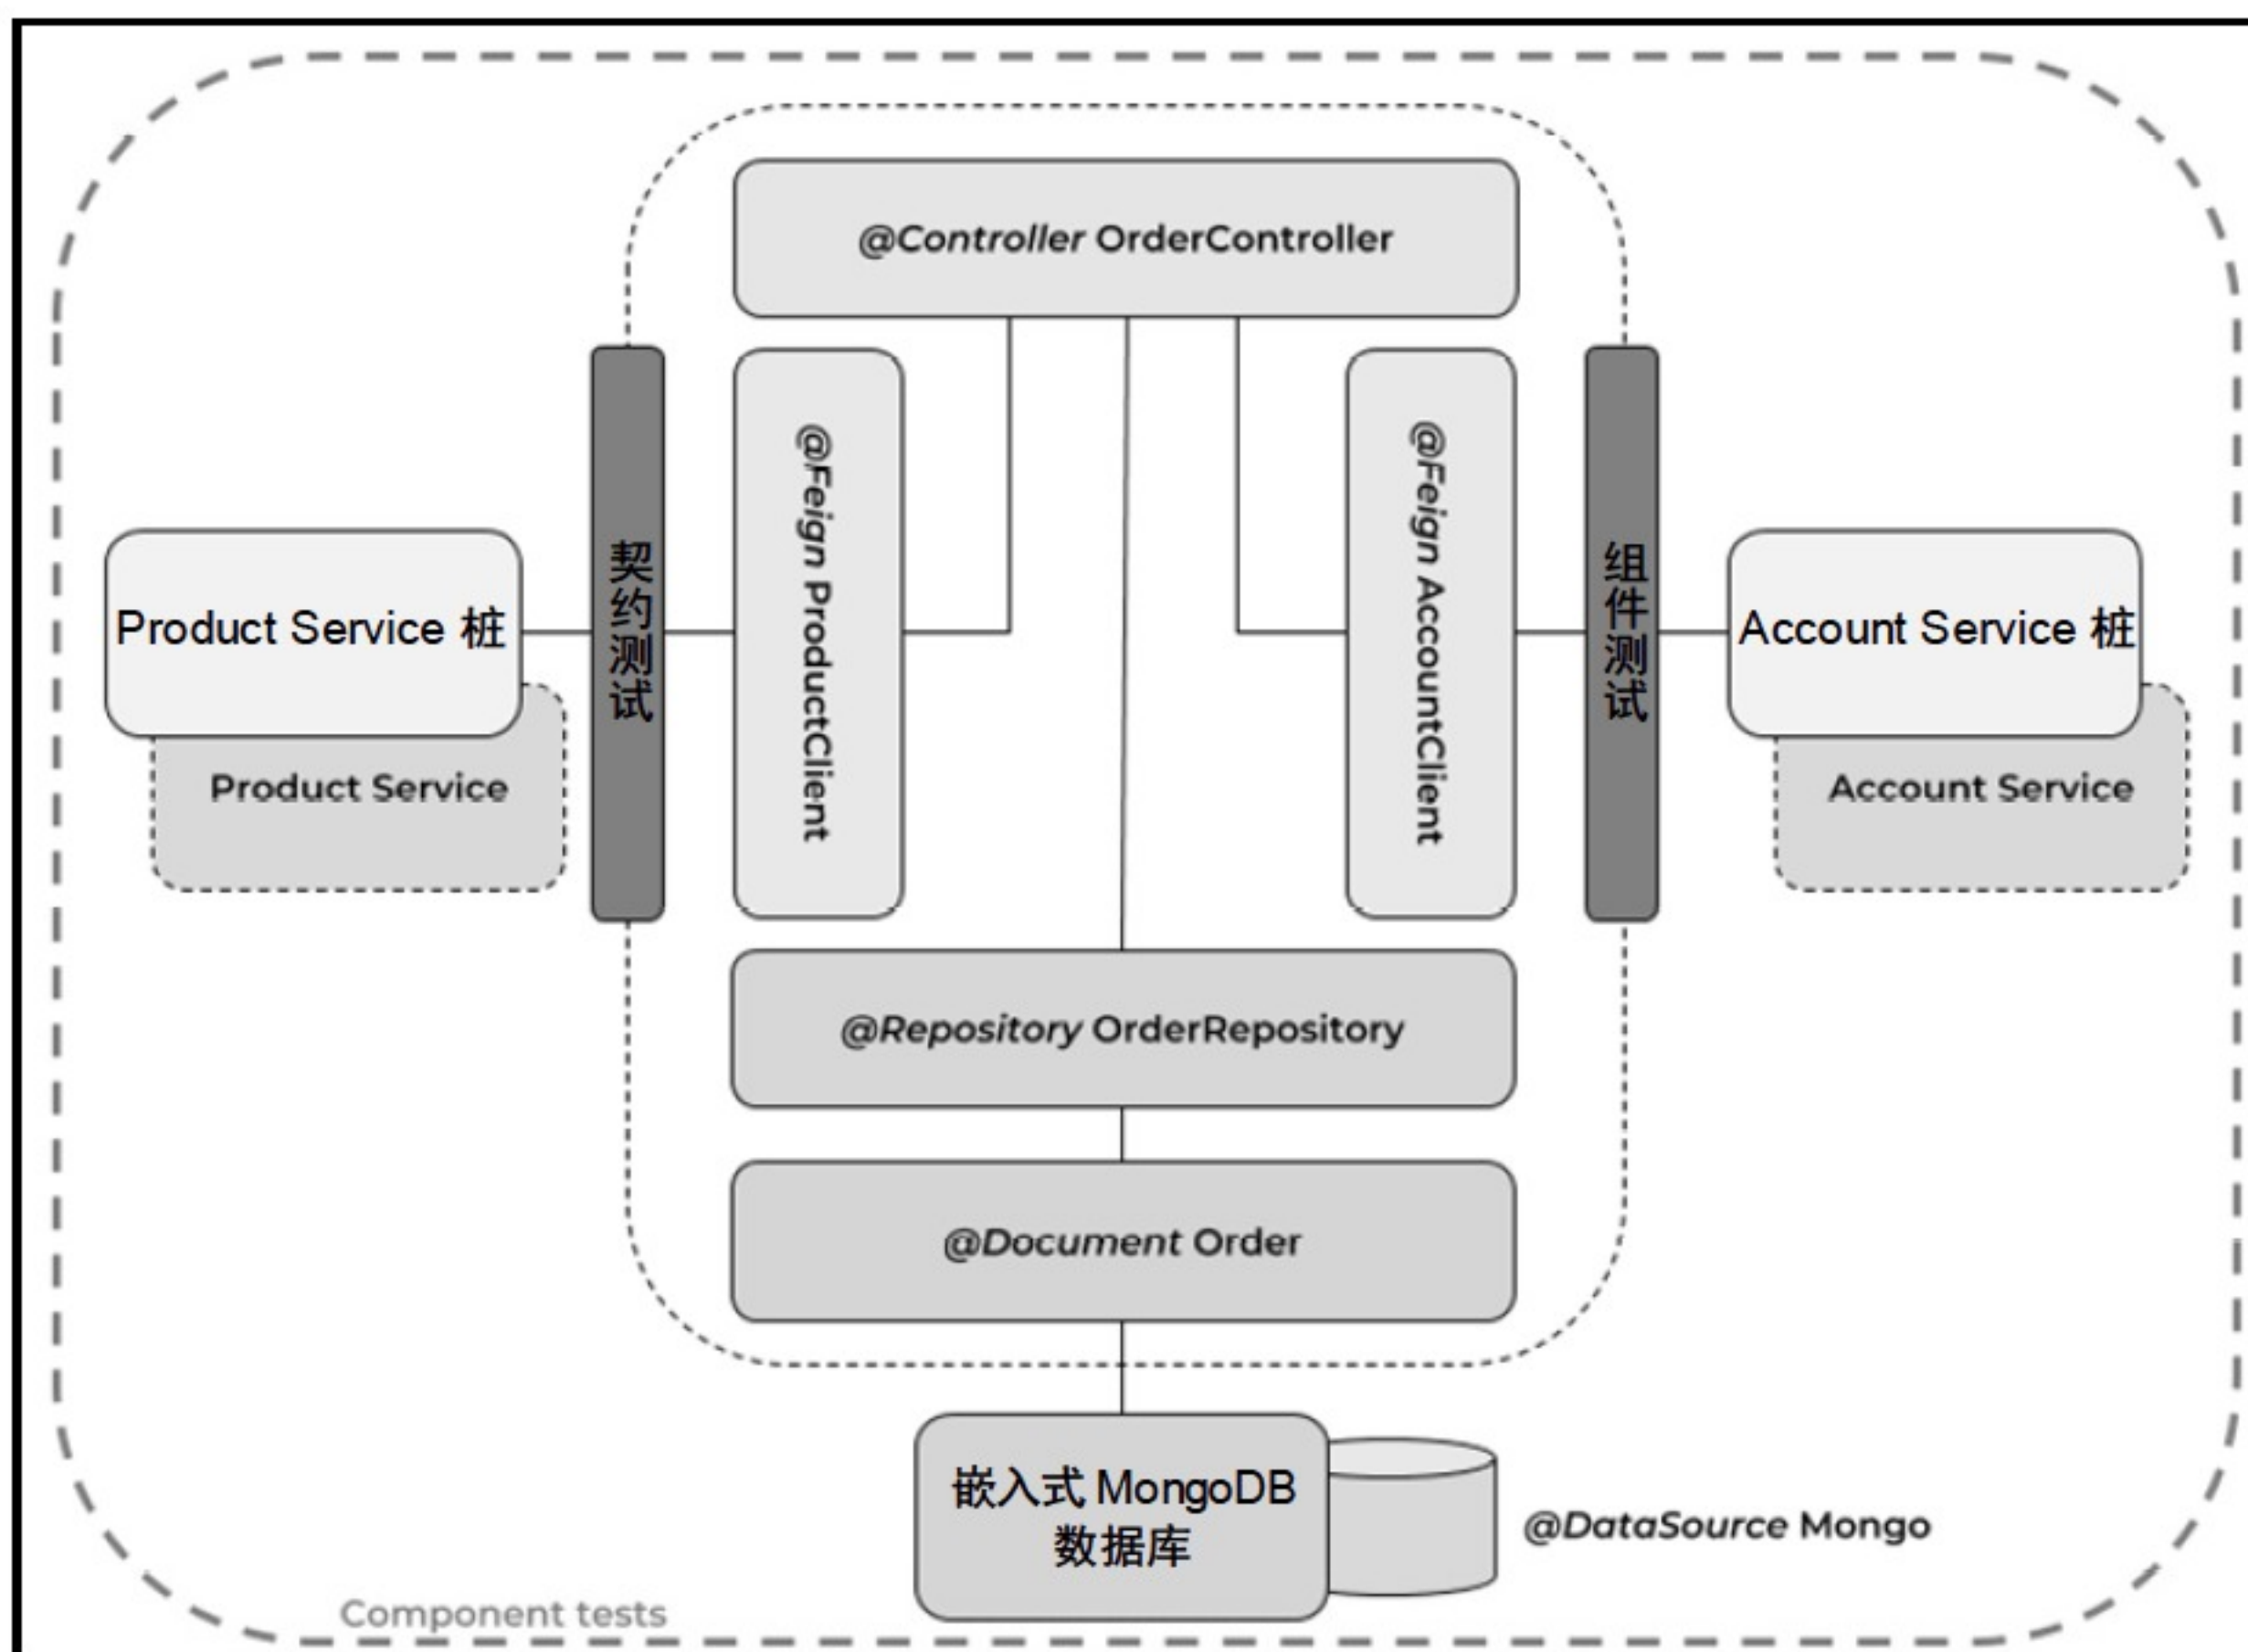 @Controller OrderController
契约测试
@Feign ProductClient
@Feign AccountClient
组件测试
Product Service 桩
Account Service 桩
Product Service
Account Service
@Repository OrderRepository
@Document Order
嵌入式 MongoDB
数据库
@DataSource Mongo
Component tests